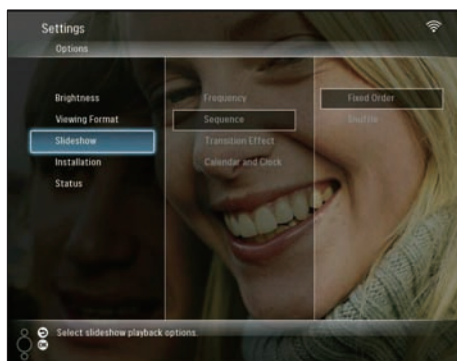 Settings
Options
Brightness
Viewing Format
Slideshow
Installation
Status
Frequency
Sequence
Transition Effect
Calendar and Clock
Fixed Order
Shuffle
Select slideshow playback options.
OK